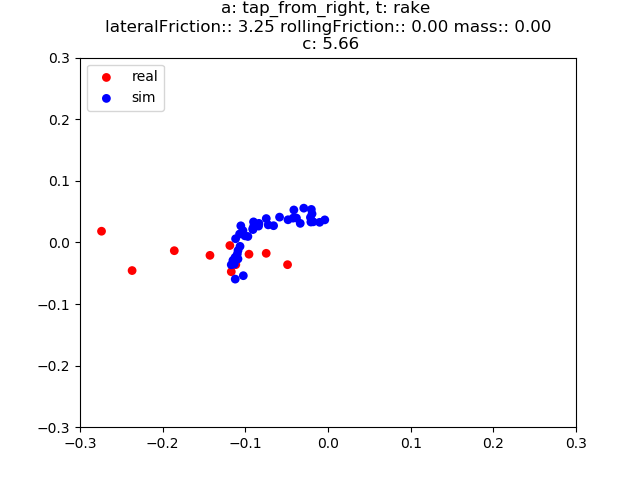 a: tap_from_right, t: rake
lateralFriction:: 3.25 rollingFriction:: 0.00 mass:: 0.00
c: 5.66
real
sim
0.3
0.2
0.1
0.0
−0.1
−0.2
−0.3
−0.3 −0.2 −0.1 0.0 0.1 0.2 0.3